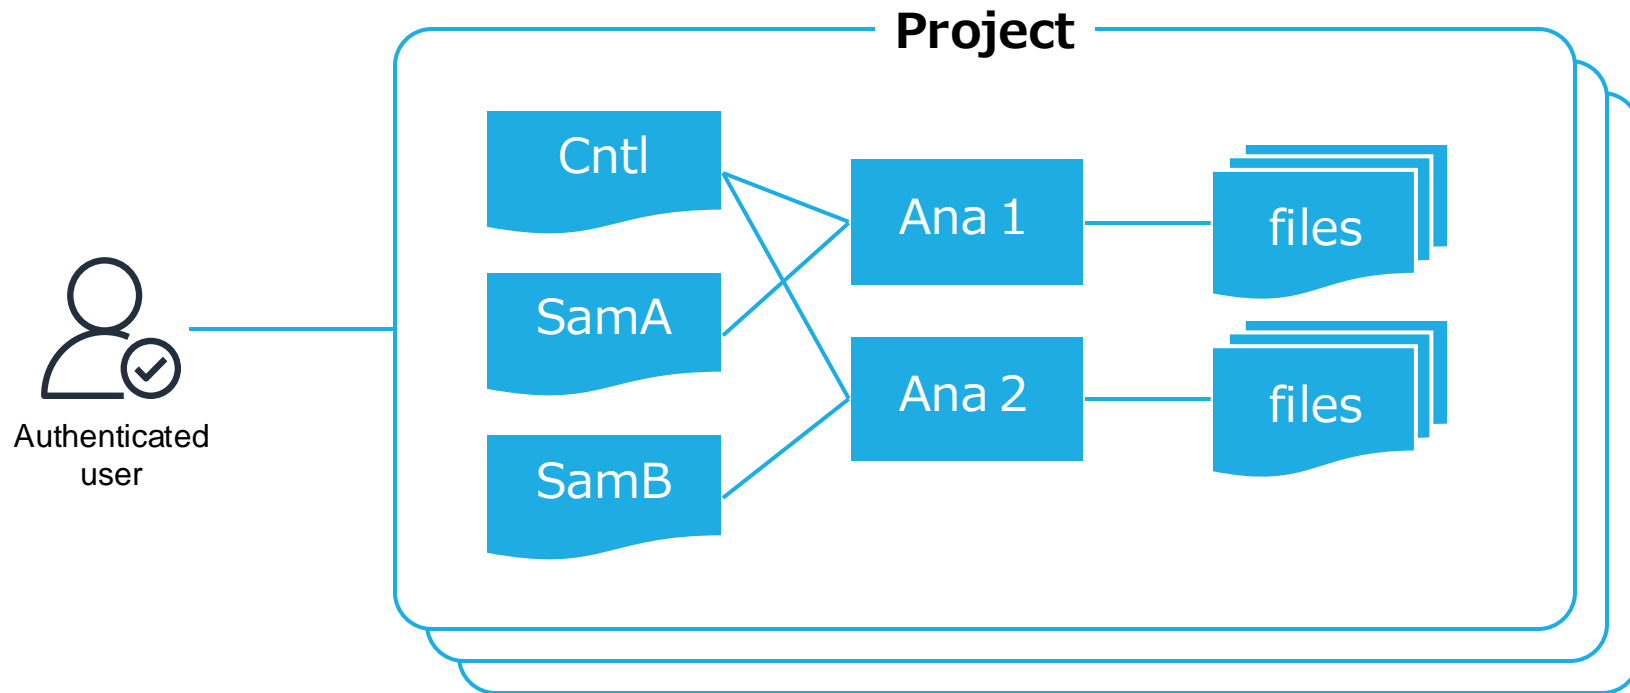 Project
Cntl
SamA
SamB
Ana 1
Ana 2
files
files
Authenticated
user